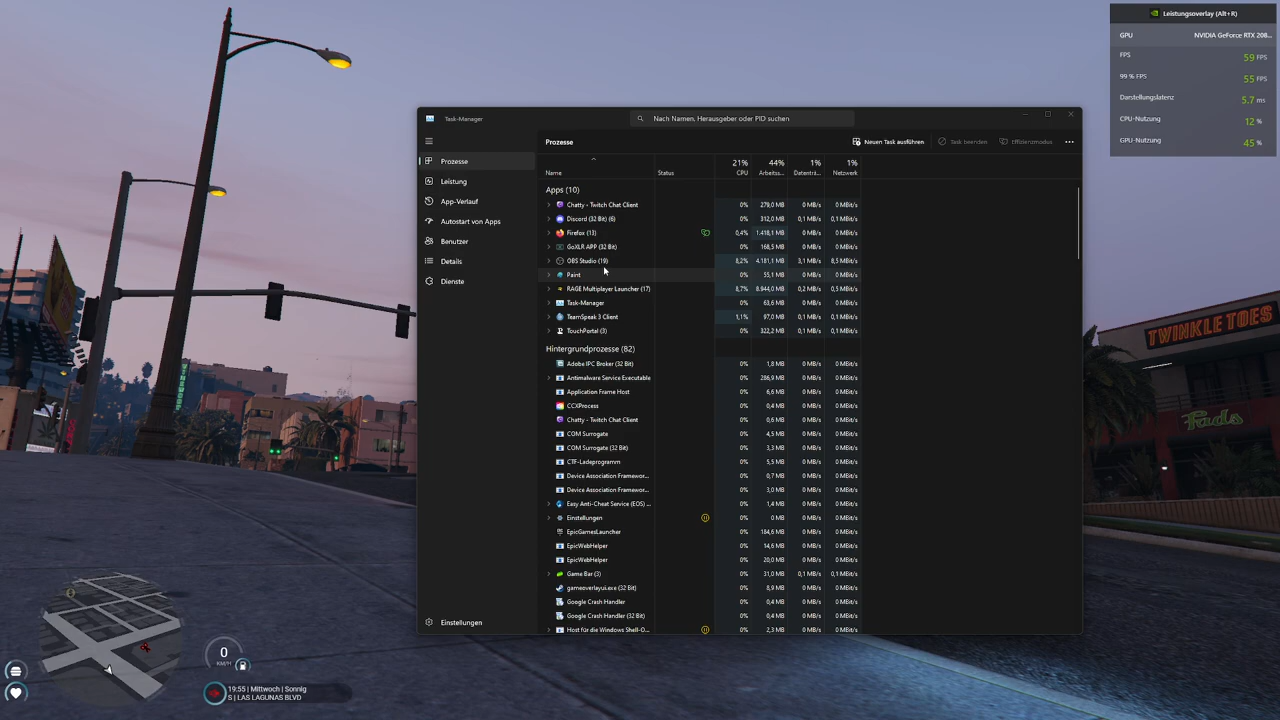 Leistungsoverlay (Alt+R)
GPU NVIDIA GeForce RTX 208...
FPS 59 FPS
99 % FPS 55 FPS
Darstellungslatenz 5.7 ms
CPU-Nutzung 12 %
GPU-Nutzung 45 %
Task-Manager
Nach Namen, Herausgeber oder PID suchen
Prozesse
Neuen Task ausführen
Task beenden
Effizienzmodus
Prozesse
Leistung
App-Verlauf
Autostart von Apps
Benutzer
Details
Dienste
Einstellungen
21% 44% 1% 1%
Name Status CPU Arbeitss... Datenträ... Netzwerk
Apps (10)
Chatty - Twitch Chat Client 0% 279,0 MB 0 MB/s 0 MBit/s
Discord (32 Bit) (6) 0% 312,0 MB 0,1 MB/s 0,1 MBit/s
Firefox (13) 0,4% 1.418,1 MB 0 MB/s 0 MBit/s
GoXLR APP (32 Bit) 0% 168,5 MB 0 MB/s 0 MBit/s
OBS Studio (19) 8,2% 4.181,1 MB 3,1 MB/s 8,5 MBit/s
Paint 0% 55,1 MB 0 MB/s 0 MBit/s
RAGE Multiplayer Launcher (17) 8,7% 8.944,0 MB 0,2 MB/s 0,5 MBit/s
Task-Manager 0% 63,6 MB 0 MB/s 0 MBit/s
TeamSpeak 3 Client 1,1% 97,0 MB 0,1 MB/s 0,1 MBit/s
TouchPortal (3) 0% 322,2 MB 0,1 MB/s 0,1 MBit/s
Hintergrundprozesse (82)
Adobe IPC Broker (32 Bit) 0% 1,8 MB 0 MB/s 0 MBit/s
Antimalware Service Executable 0% 286,9 MB 0 MB/s 0 MBit/s
Application Frame Host 0% 6,6 MB 0 MB/s 0 MBit/s
CCXProcess 0% 0,4 MB 0 MB/s 0 MBit/s
Chatty - Twitch Chat Client 0% 0,6 MB 0 MB/s 0 MBit/s
COM Surrogate 0% 4,5 MB 0 MB/s 0 MBit/s
COM Surrogate (32 Bit) 0% 3,3 MB 0 MB/s 0 MBit/s
CTF-Ladeprogramm 0% 5,5 MB 0 MB/s 0 MBit/s
Device Association Framewor... 0% 0,7 MB 0 MB/s 0 MBit/s
Device Association Framewor... 0% 3,0 MB 0 MB/s 0 MBit/s
Easy Anti-Cheat Service (EOS) ... 0% 1,4 MB 0 MB/s 0 MBit/s
Einstellungen 0% 0 MB 0 MB/s 0 MBit/s
EpicGamesLauncher 0% 184,6 MB 0 MB/s 0 MBit/s
EpicWebHelper 0% 14,6 MB 0 MB/s 0 MBit/s
EpicWebHelper 0% 20,0 MB 0 MB/s 0 MBit/s
Game Bar (3) 0% 31,0 MB 0,1 MB/s 0,1 MBit/s
gameoverlayui.exe (32 Bit) 0% 8,9 MB 0 MB/s 0 MBit/s
Google Crash Handler 0% 0,4 MB 0 MB/s 0 MBit/s
Google Crash Handler (32 Bit) 0% 0,4 MB 0 MB/s 0 MBit/s
Host für die Windows Shell-O... 0% 2,3 MB 0 MB/s 0 MBit/s
TWINKLE TOES
Fads
0
KM/H
19:55 | Mittwoch | Sonnig
S | LAS LAGUNAS BLVD